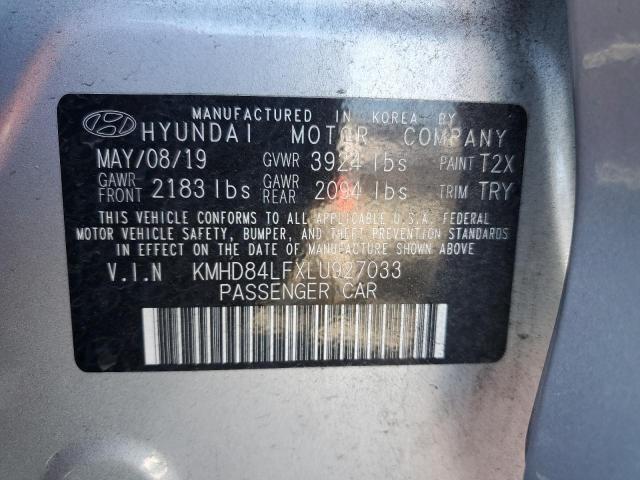 MANUFACTURED IN KOREA BY
HYUNDAI MOTOR COMPANY
MAY/08/19 GVWR 3924 lbs PAINT T2X
GAWR FRONT 2183 lbs GAWR REAR 2094 lbs TRIM TRY
THIS VEHICLE CONFORMS TO ALL APPLICABLE U.S.A. FEDERAL
MOTOR VEHICLE SAFETY, BUMPER, AND THEFT PREVENTION STANDARDS
IN EFFECT ON THE DATE OF MANUFACTURE SHOWN ABOVE.
V.I.N KMHD84LFXLU027033
PASSENGER CAR